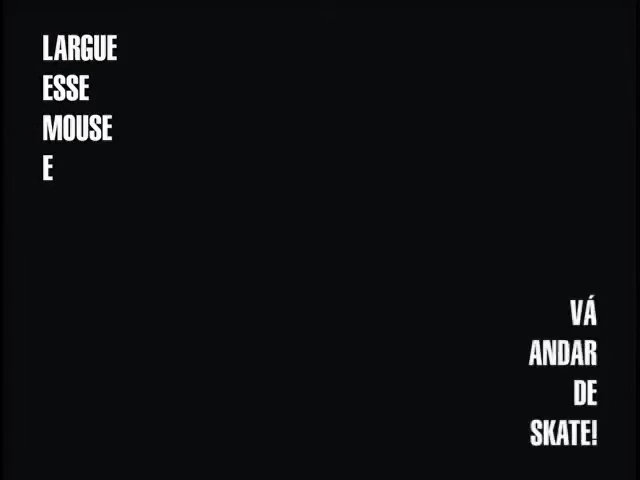 LARGUE
ESSE
MOUSE
E
VÁ
ANDAR
DE
SKATE!